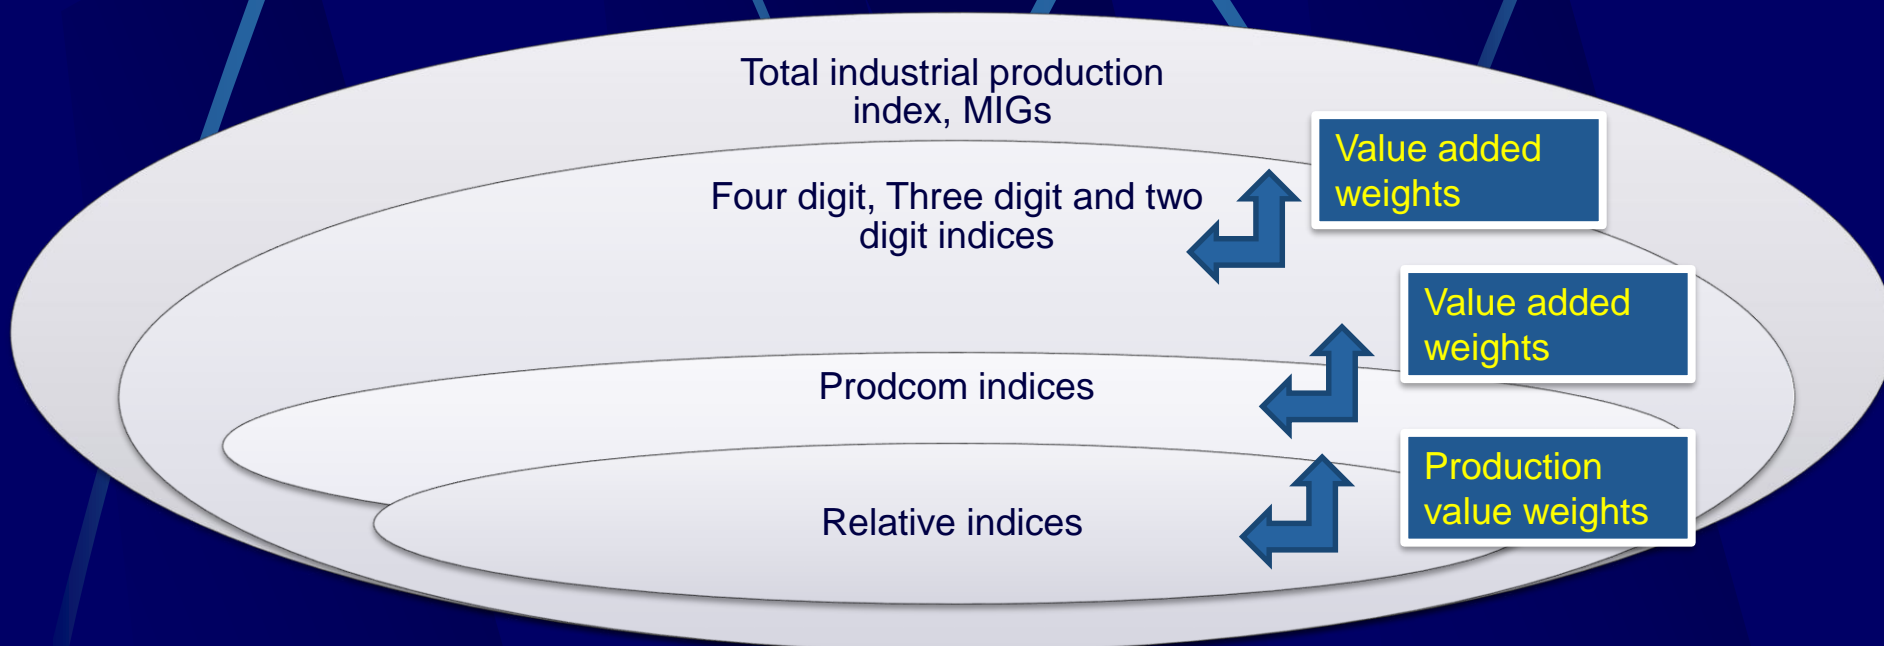 Total industrial production
index, MIGs
Value added
weights
Four digit, Three digit and two
digit indices
Value added
weights
Prodcom indices
Production
value weights
Relative indices